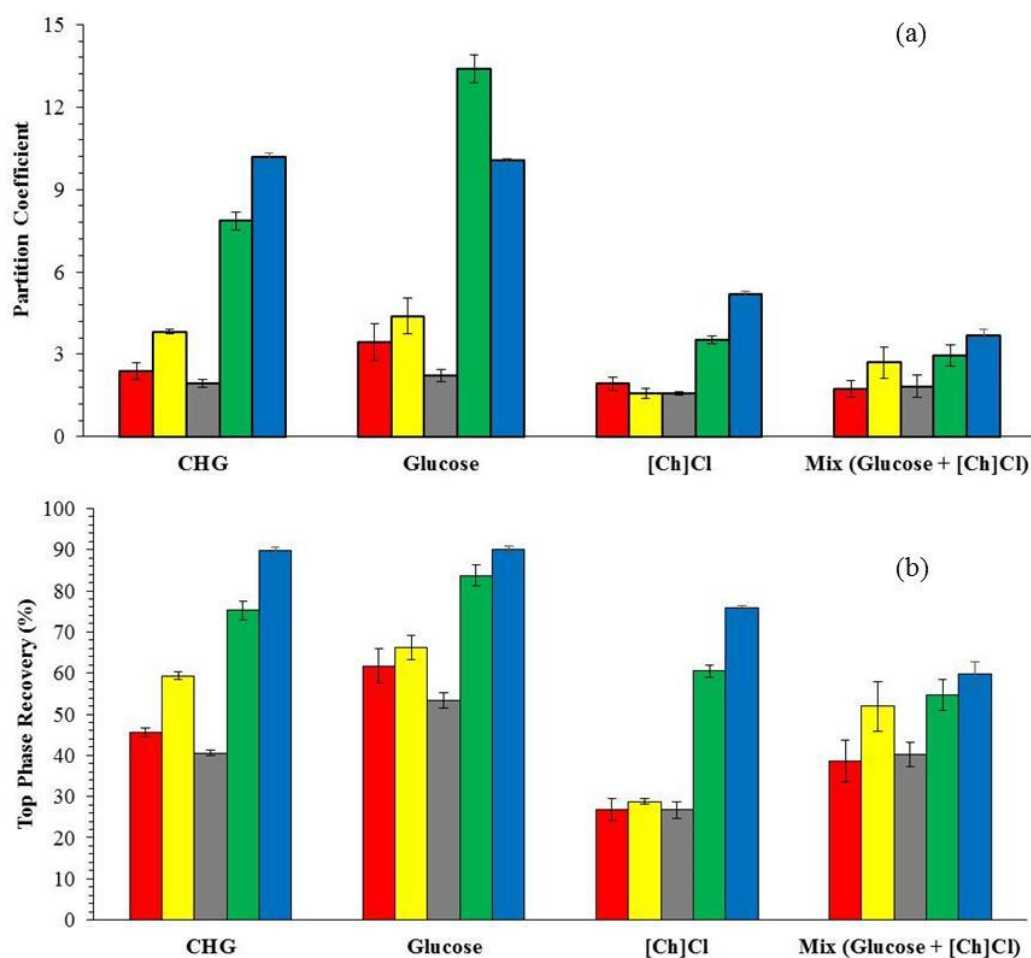 (a)
Partition Coefficient
15
12
9
6
3
0
CHG
Glucose
[Ch]Cl
Mix (Glucose + [Ch]Cl)
(b)
Top Phase Recovery (%)
100
90
80
70
60
50
40
30
20
10
0
CHG
Glucose
[Ch]Cl
Mix (Glucose + [Ch]Cl)